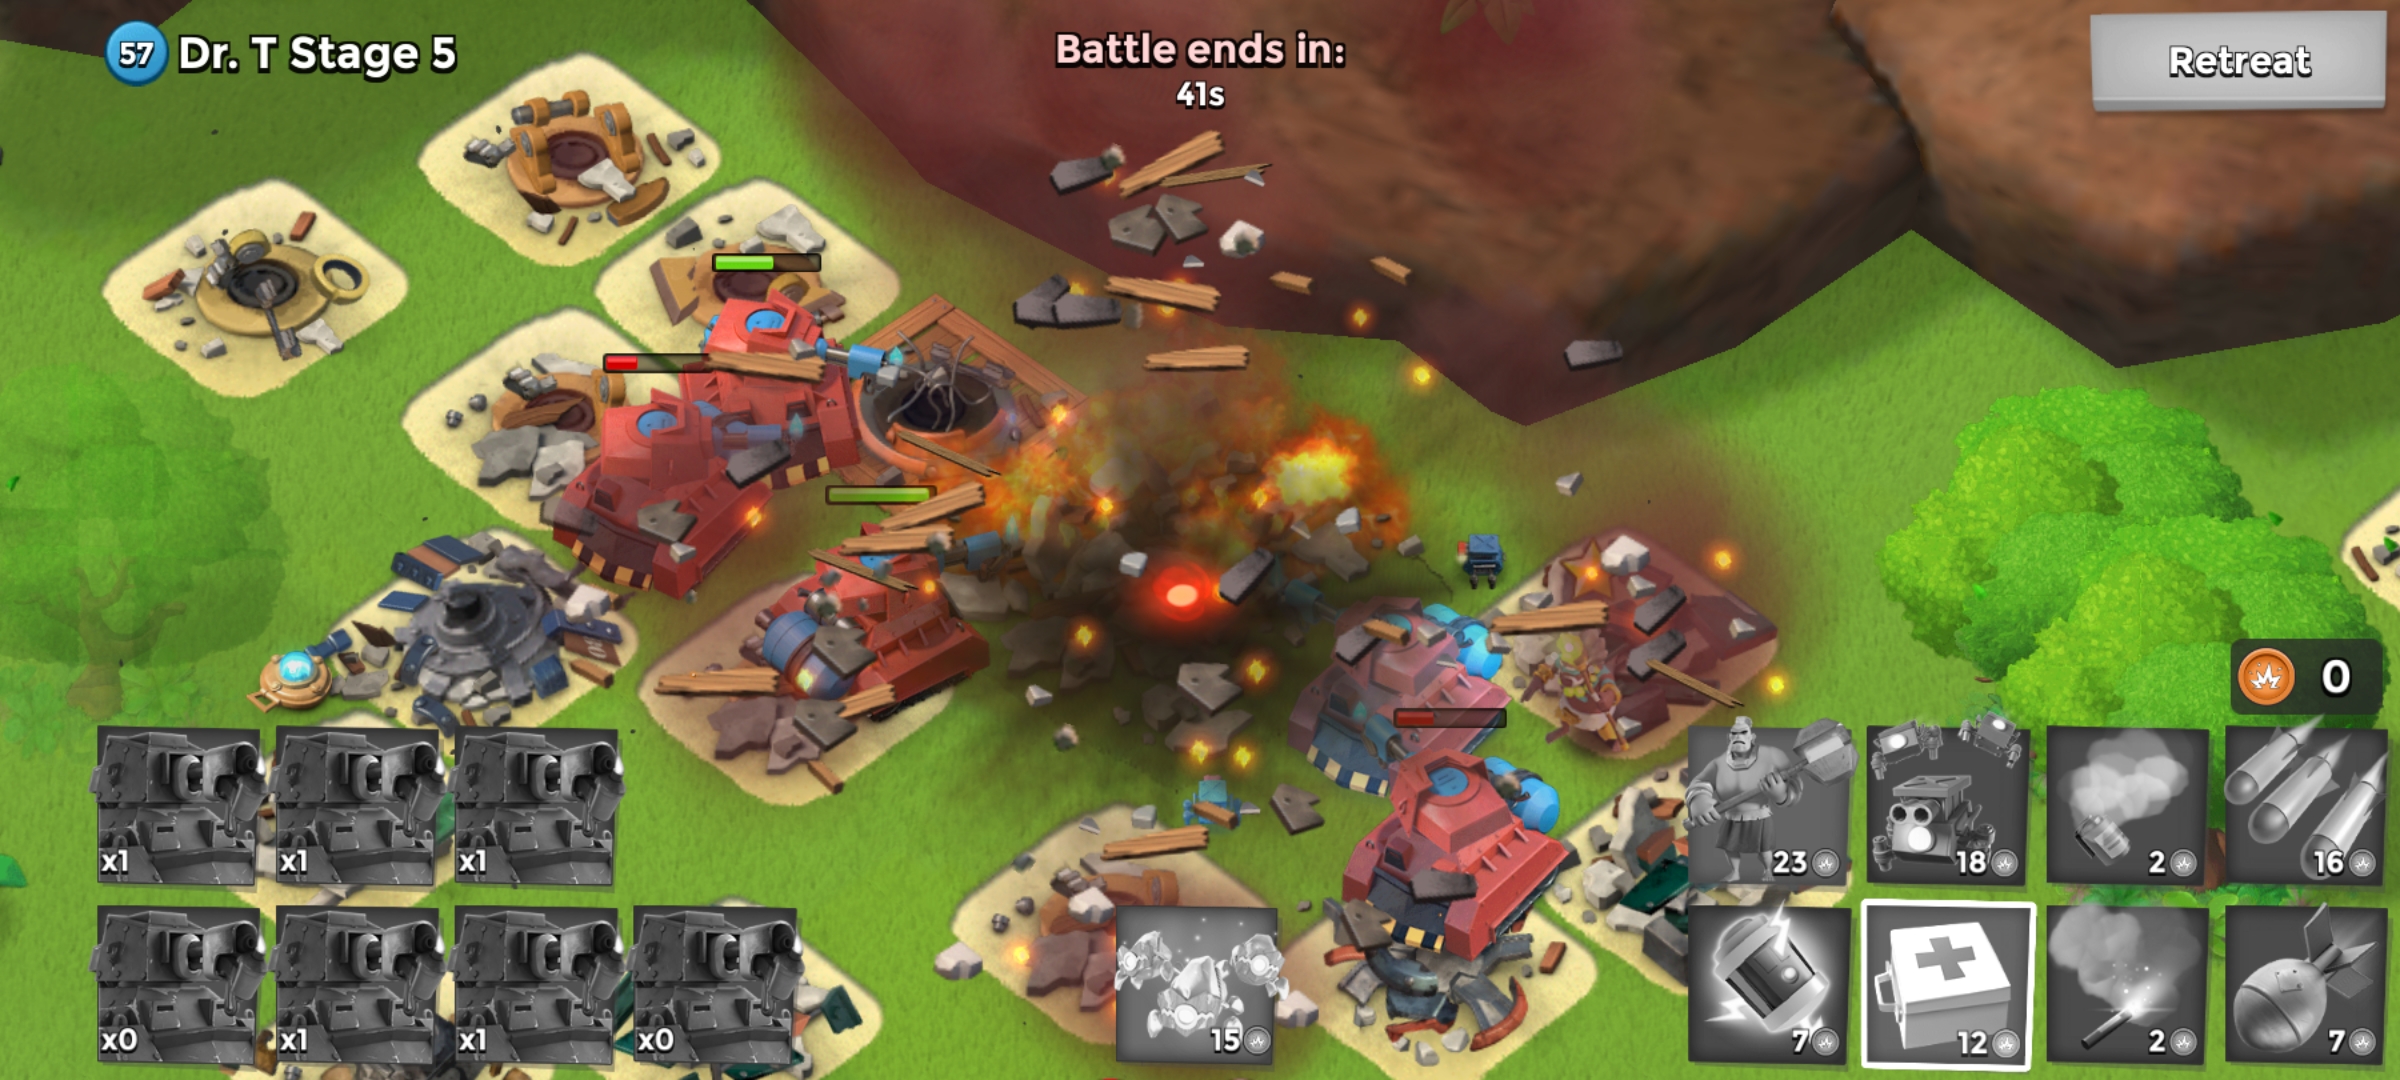 57 Dr. T Stage 5
Battle ends in:
41s
Retreat
0
x1
x1
x1
23
18
2
16
x0
x1
x1
x0
15
7
12
2
7